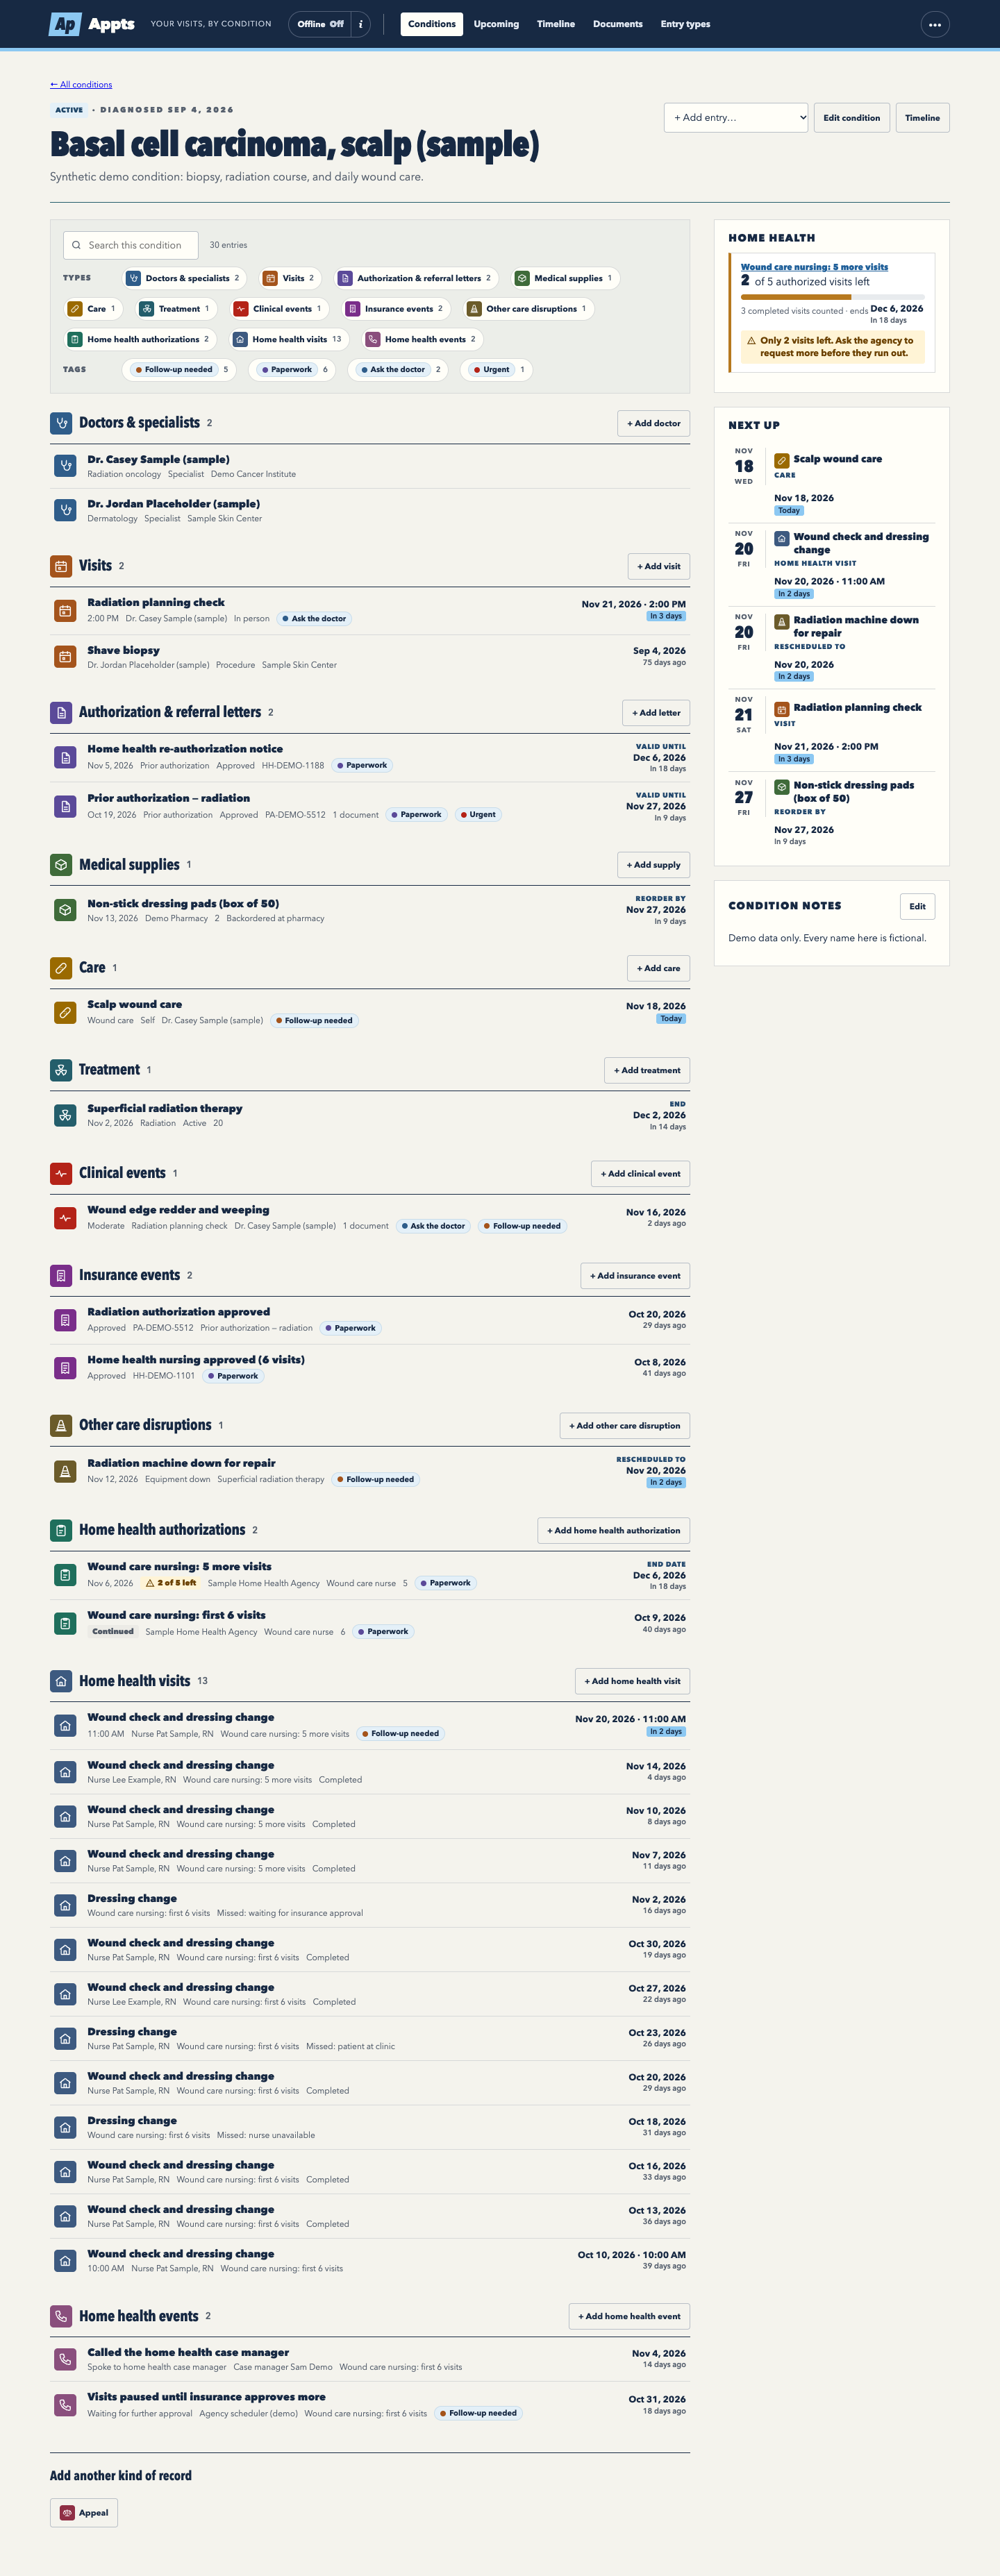 Ap Appts
YOUR VISITS, BY CONDITION
Offline Off i
Conditions Upcoming Timeline Documents Entry types
← All conditions
ACTIVE · DIAGNOSED SEP 4, 2026
Basal cell carcinoma, scalp (sample)
Synthetic demo condition: biopsy, radiation course, and daily wound care.
+ Add entry…
Edit condition
Timeline
Search this condition
30 entries
TYPES
Doctors & specialists 2
Visits 2
Authorization & referral letters 2
Medical supplies 1
Care 1
Treatment 1
Clinical events 1
Insurance events 2
Other care disruptions 1
Home health authorizations 2
Home health visits 13
Home health events 2
TAGS
Follow-up needed 5
Paperwork 6
Ask the doctor 2
Urgent 1
Doctors & specialists 2
+ Add doctor
Dr. Casey Sample (sample)
Radiation oncology Specialist Demo Cancer Institute
Dr. Jordan Placeholder (sample)
Dermatology Specialist Sample Skin Center
Visits 2
+ Add visit
Radiation planning check
2:00 PM Dr. Casey Sample (sample) In person Ask the doctor
Nov 21, 2026 · 2:00 PM
In 3 days
Shave biopsy
Dr. Jordan Placeholder (sample) Procedure Sample Skin Center
Sep 4, 2026
75 days ago
Authorization & referral letters 2
+ Add letter
Home health re-authorization notice
Nov 5, 2026 Prior authorization Approved HH-DEMO-1188 Paperwork
VALID UNTIL
Dec 6, 2026
In 18 days
Prior authorization – radiation
Oct 19, 2026 Prior authorization Approved PA-DEMO-5512 1 document Paperwork Urgent
VALID UNTIL
Nov 27, 2026
In 9 days
Medical supplies 1
+ Add supply
Non-stick dressing pads (box of 50)
Nov 13, 2026 Demo Pharmacy 2 Backordered at pharmacy
REORDER BY
Nov 27, 2026
In 9 days
Care 1
+ Add care
Scalp wound care
Wound care Self Dr. Casey Sample (sample) Follow-up needed
Nov 18, 2026
Today
Treatment 1
+ Add treatment
Superficial radiation therapy
Nov 2, 2026 Radiation Active 20
END
Dec 2, 2026
In 14 days
Clinical events 1
+ Add clinical event
Wound edge redder and weeping
Moderate Radiation planning check Dr. Casey Sample (sample) 1 document Ask the doctor Follow-up needed
Nov 16, 2026
2 days ago
Insurance events 2
+ Add insurance event
Radiation authorization approved
Approved PA-DEMO-5512 Prior authorization – radiation Paperwork
Oct 20, 2026
29 days ago
Home health nursing approved (6 visits)
Approved HH-DEMO-1101 Paperwork
Oct 8, 2026
41 days ago
Other care disruptions 1
+ Add other care disruption
Radiation machine down for repair
Nov 12, 2026 Equipment down Superficial radiation therapy Follow-up needed
RESCHEDULED TO
Nov 20, 2026
In 2 days
Home health authorizations 2
+ Add home health authorization
Wound care nursing: 5 more visits
Nov 6, 2026 2 of 5 left Sample Home Health Agency Wound care nurse 5 Paperwork
END DATE
Dec 6, 2026
In 18 days
Wound care nursing: first 6 visits
Continued Sample Home Health Agency Wound care nurse 6 Paperwork
Oct 9, 2026
40 days ago
Home health visits 13
+ Add home health visit
Wound check and dressing change
11:00 AM Nurse Pat Sample, RN Wound care nursing: 5 more visits Follow-up needed
Nov 20, 2026 · 11:00 AM
In 2 days
Wound check and dressing change
Nurse Lee Example, RN Wound care nursing: 5 more visits Completed
Nov 14, 2026
4 days ago
Wound check and dressing change
Nurse Pat Sample, RN Wound care nursing: 5 more visits Completed
Nov 10, 2026
8 days ago
Wound check and dressing change
Nurse Pat Sample, RN Wound care nursing: 5 more visits Completed
Nov 7, 2026
11 days ago
Dressing change
Wound care nursing: first 6 visits Missed: waiting for insurance approval
Nov 2, 2026
16 days ago
Wound check and dressing change
Nurse Pat Sample, RN Wound care nursing: first 6 visits Completed
Oct 30, 2026
19 days ago
Wound check and dressing change
Nurse Lee Example, RN Wound care nursing: first 6 visits Completed
Oct 27, 2026
22 days ago
Dressing change
Nurse Pat Sample, RN Wound care nursing: first 6 visits Missed: patient at clinic
Oct 23, 2026
26 days ago
Wound check and dressing change
Nurse Pat Sample, RN Wound care nursing: first 6 visits Completed
Oct 20, 2026
29 days ago
Dressing change
Wound care nursing: first 6 visits Missed: nurse unavailable
Oct 18, 2026
31 days ago
Wound check and dressing change
Nurse Pat Sample, RN Wound care nursing: first 6 visits Completed
Oct 16, 2026
33 days ago
Wound check and dressing change
Nurse Pat Sample, RN Wound care nursing: first 6 visits Completed
Oct 13, 2026
36 days ago
Wound check and dressing change
10:00 AM Nurse Pat Sample, RN Wound care nursing: first 6 visits
Oct 10, 2026 · 10:00 AM
39 days ago
Home health events 2
+ Add home health event
Called the home health case manager
Spoke to home health case manager Case manager Sam Demo Wound care nursing: first 6 visits
Nov 4, 2026
14 days ago
Visits paused until insurance approves more
Waiting for further approval Agency scheduler (demo) Wound care nursing: first 6 visits Follow-up needed
Oct 31, 2026
18 days ago
Add another kind of record
Appeal
HOME HEALTH
Wound care nursing: 5 more visits
2 of 5 authorized visits left
3 completed visits counted · ends Dec 6, 2026
In 18 days
Only 2 visits left. Ask the agency to
request more before they run out.
NEXT UP
NOV
18
WED
Scalp wound care
CARE
Nov 18, 2026
Today
NOV
20
FRI
Wound check and dressing
change
HOME HEALTH VISIT
Nov 20, 2026 · 11:00 AM
In 2 days
NOV
20
FRI
Radiation machine down
for repair
RESCHEDULED TO
Nov 20, 2026
In 2 days
NOV
21
SAT
Radiation planning check
VISIT
Nov 21, 2026 · 2:00 PM
In 3 days
NOV
27
FRI
Non-stick dressing pads
(box of 50)
REORDER BY
Nov 27, 2026
In 9 days
CONDITION NOTES
Edit
Demo data only. Every name here is fictional.